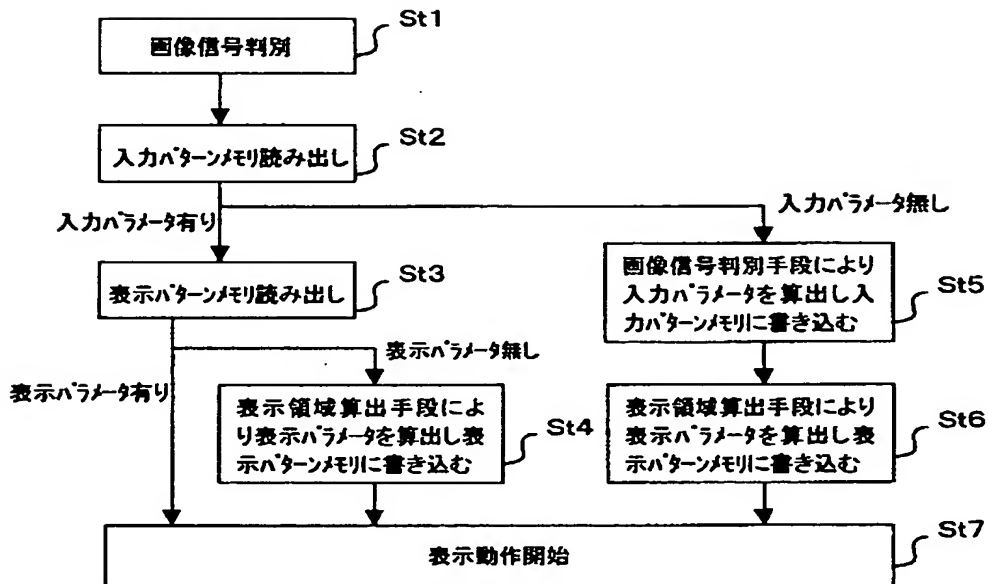 画像信号判別
St1
入力パターンメモリ読み出し
St2
入力パラメータ有り
入力パラメータ無し
表示パターンメモリ読み出し
St3
画像信号判別手段により
入力パラメータを算出し入
力パターンメモリに書き込む
St5
表示パラメータ有り
表示パラメータ無し
表示領域算出手段によ
り表示パラメータを算出し表
示パターンメモリに書き込む
St4
表示領域算出手段により
表示パラメータを算出し表
示パターンメモリに書き込む
St6
表示動作開始
St7